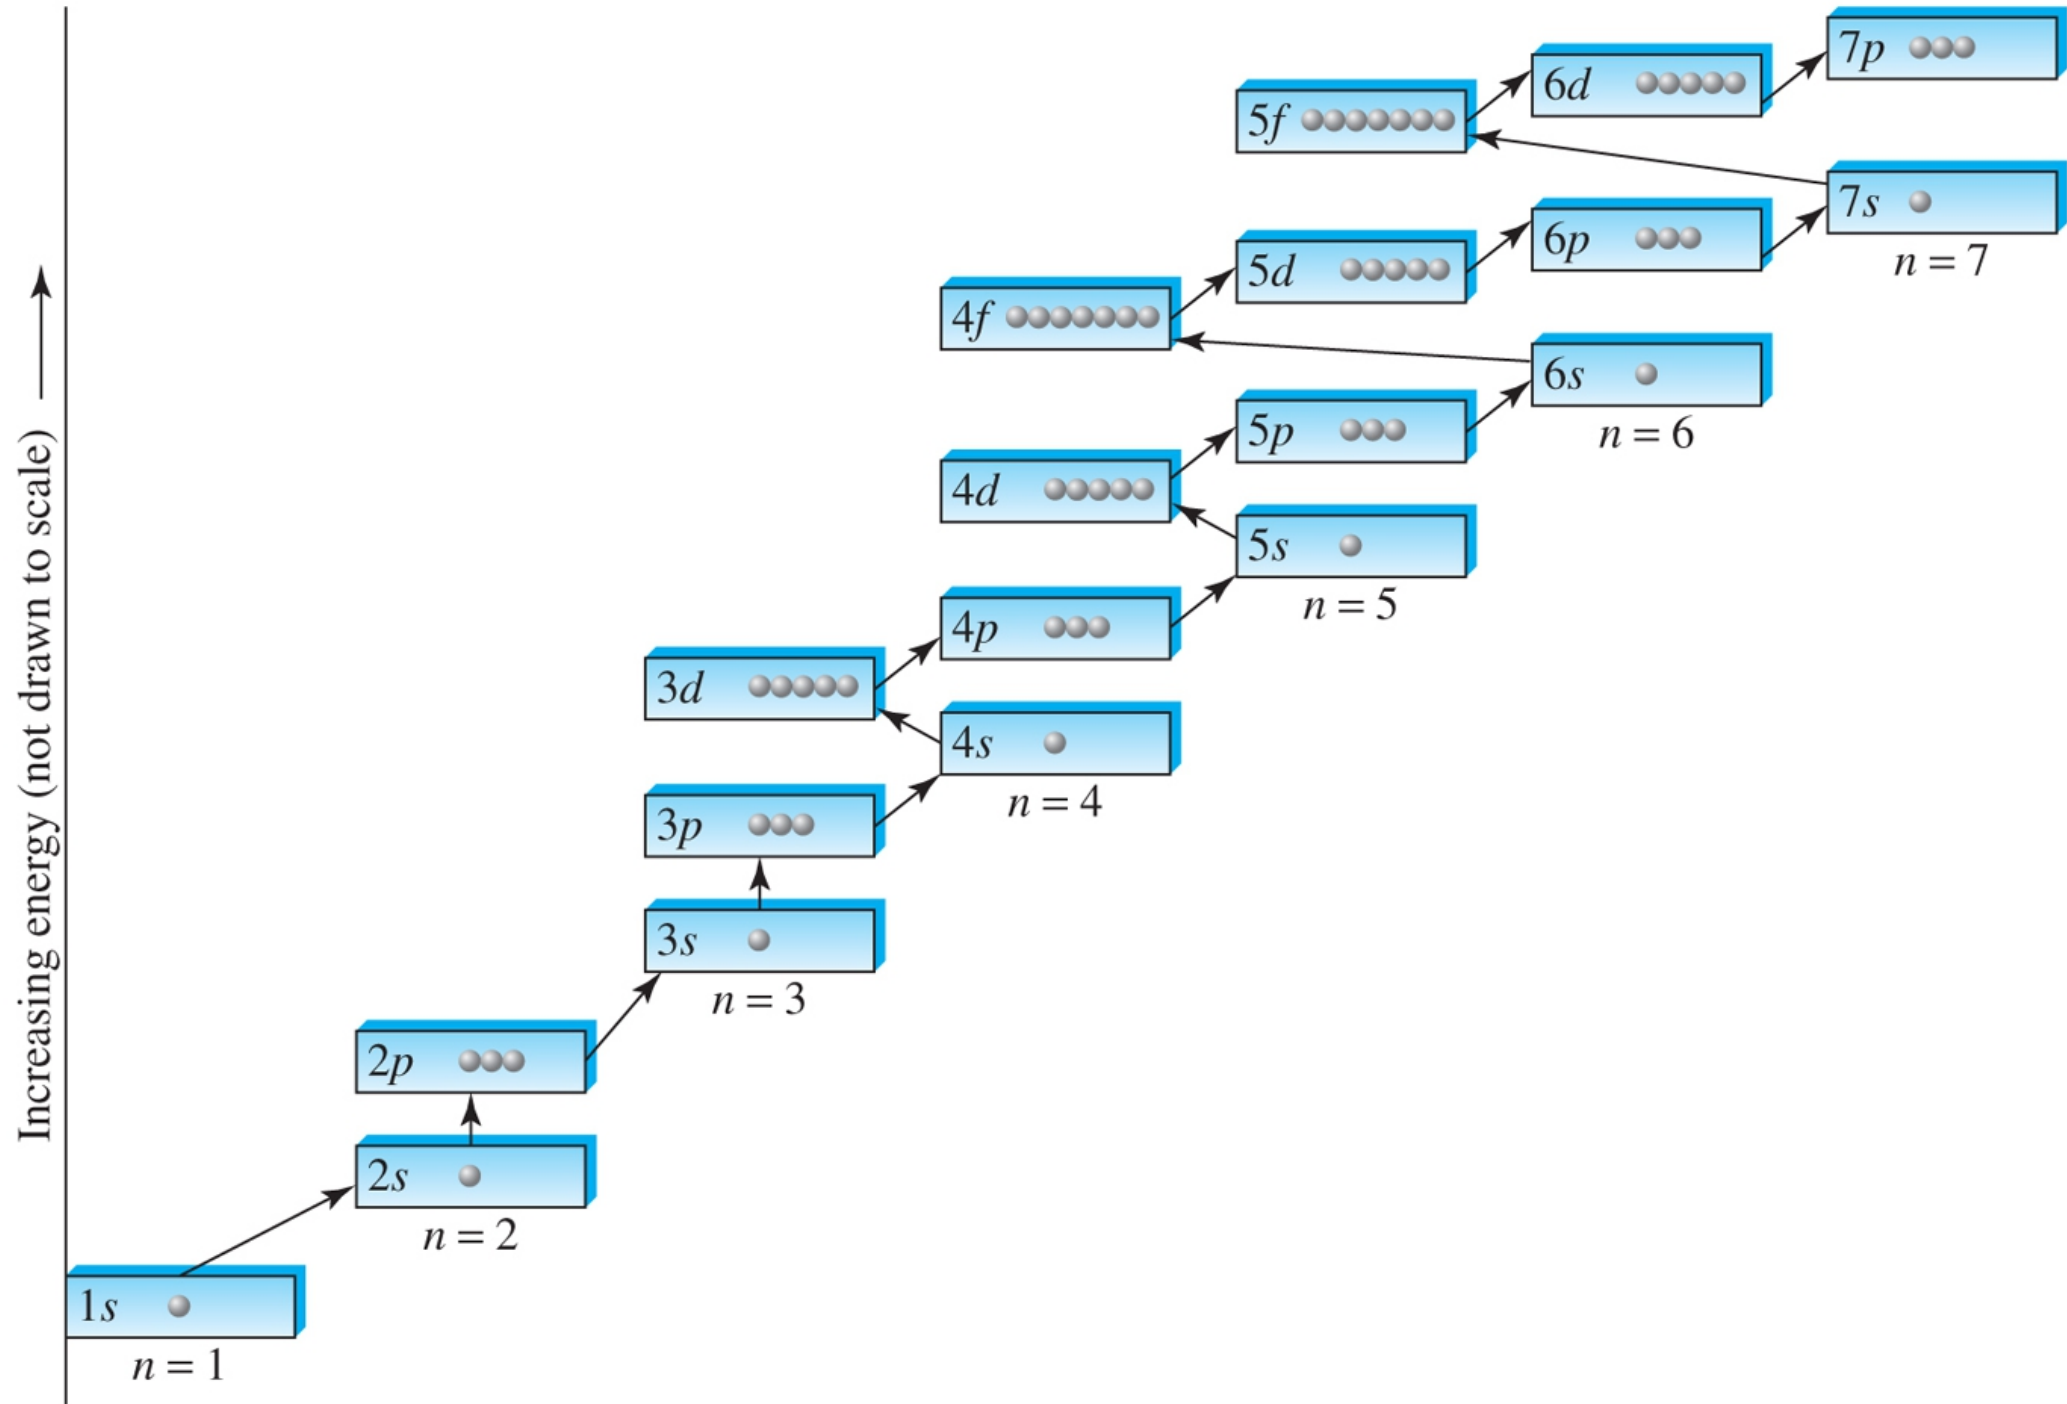 7p
6d
5f
7s
n = 7
6p
5d
4f
6s
n = 6
5p
4d
5s
n = 5
4p
3d
4s
n = 4
3p
3s
n = 3
2p
2s
n = 2
1s
n = 1
Increasing energy (not drawn to scale)